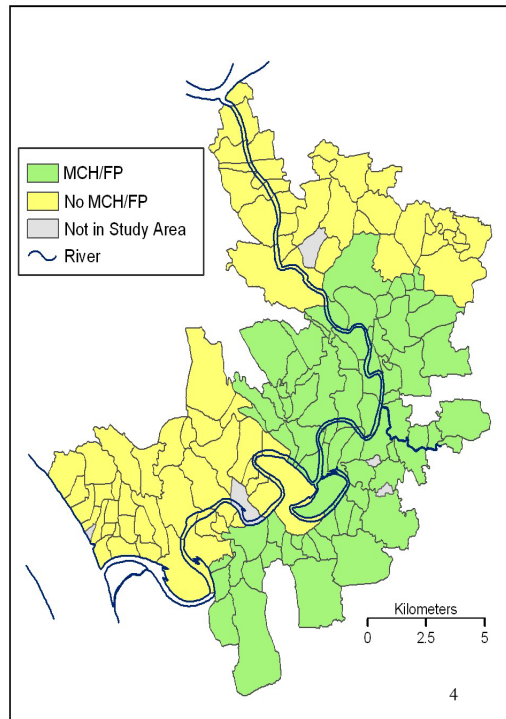 MCH/FP
No MCH/FP
Not in Study Area
River
Kilometers
0 2.5 5
4